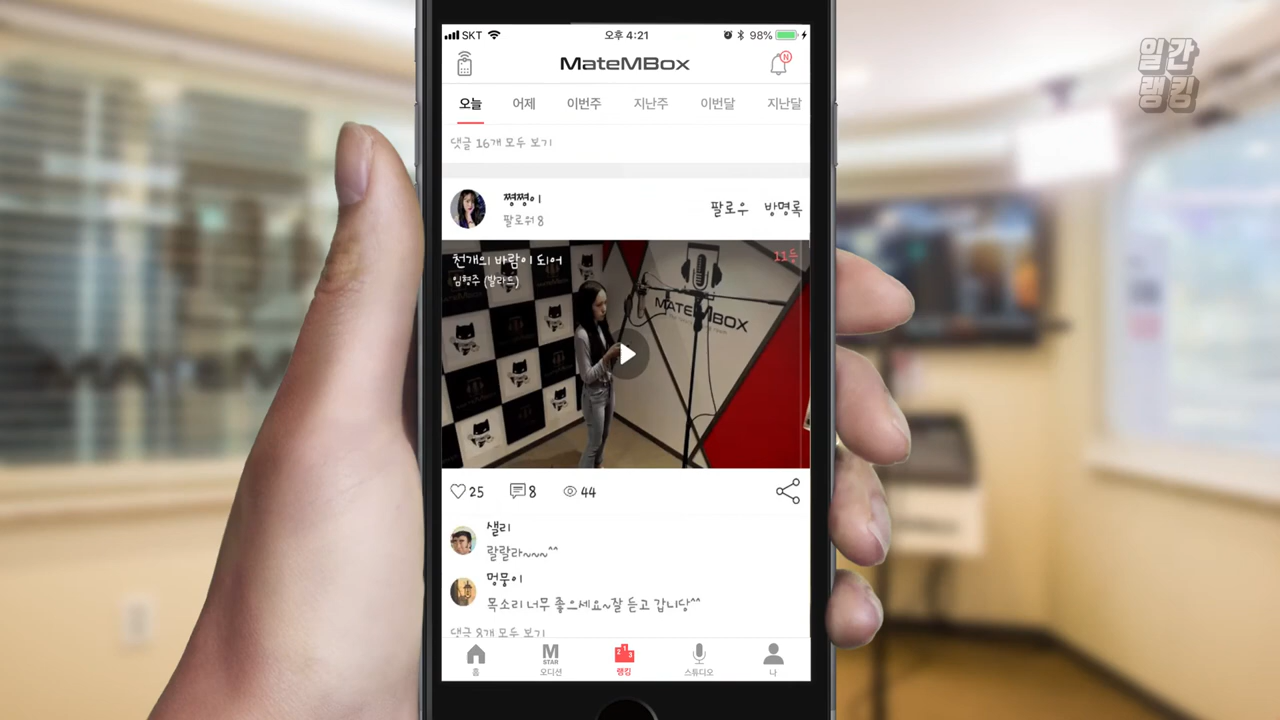 SKT 오후 4:21 98%
MateMBox
N
일간
랭킹
오늘 어제 이번주 지난주 이번달 지난달
댓글 16개 모두 보기
쪙쪙이
팔로워 8
팔로우 방명록
천개의 바람이 되어
임형주 (발라드)
11등
MATEMBOX
25 8 44
샐리
랄랄라~~~^^
멍뭉이
목소리 너무 좋으세요~잘 듣고 갑니당^^
댓글 8개 모두 보기
M
STAR
2 1 3
홈 오디션 랭킹 스튜디오 나